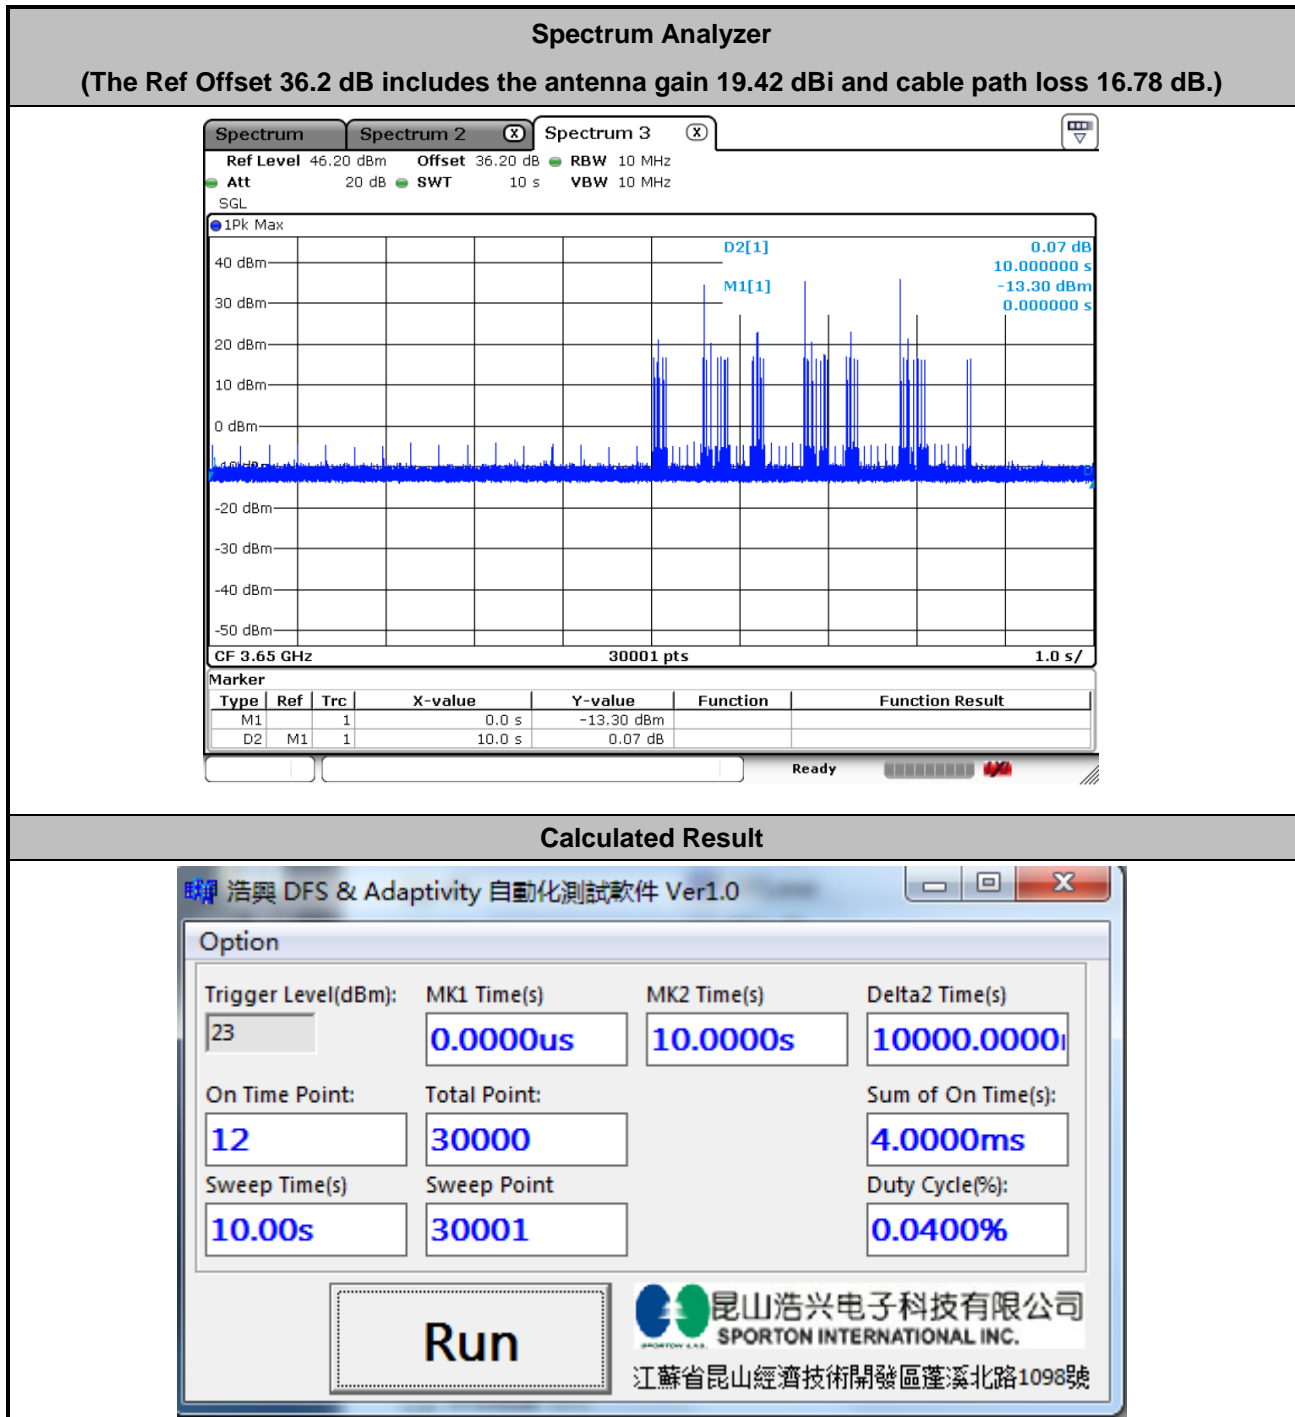 Spectrum Analyzer
(The Ref Offset 36.2 dB includes the antenna gain 19.42 dBi and cable path loss 16.78 dB.)
Spectrum Spectrum 2 X Spectrum 3 X
Ref Level 46.20 dBm Offset 36.20 dB RBW 10 MHz
Att 20 dB SWT 10 s VBW 10 MHz
SGL
1Pk Max
D2[1] 0.07 dB
10.000000 s
M1[1] -13.30 dBm
0.000000 s
40 dBm
30 dBm
20 dBm
10 dBm
0 dBm
-10 dBm
-20 dBm
-30 dBm
-40 dBm
-50 dBm
CF 3.65 GHz 30001 pts 1.0 s/
Marker
Type Ref Trc X-value Y-value Function Function Result
M1 1 0.0 s -13.30 dBm
D2 M1 1 10.0 s 0.07 dB
Ready
Calculated Result
浩興 DFS & Adaptivity 自動化測試軟件 Ver1.0
Option
Trigger Level(dBm): MK1 Time(s) MK2 Time(s) Delta2 Time(s)
23 0.0000us 10.0000s 10000.0000
On Time Point: Total Point: Sum of On Time(s):
12 30000 4.0000ms
Sweep Time(s) Sweep Point Duty Cycle(%):
10.00s 30001 0.0400%
Run
昆山浩兴电子科技有限公司
SPORTON INTERNATIONAL INC.
SPORTON LAB.
江蘇省昆山經濟技術開發區蓬溪北路1098號